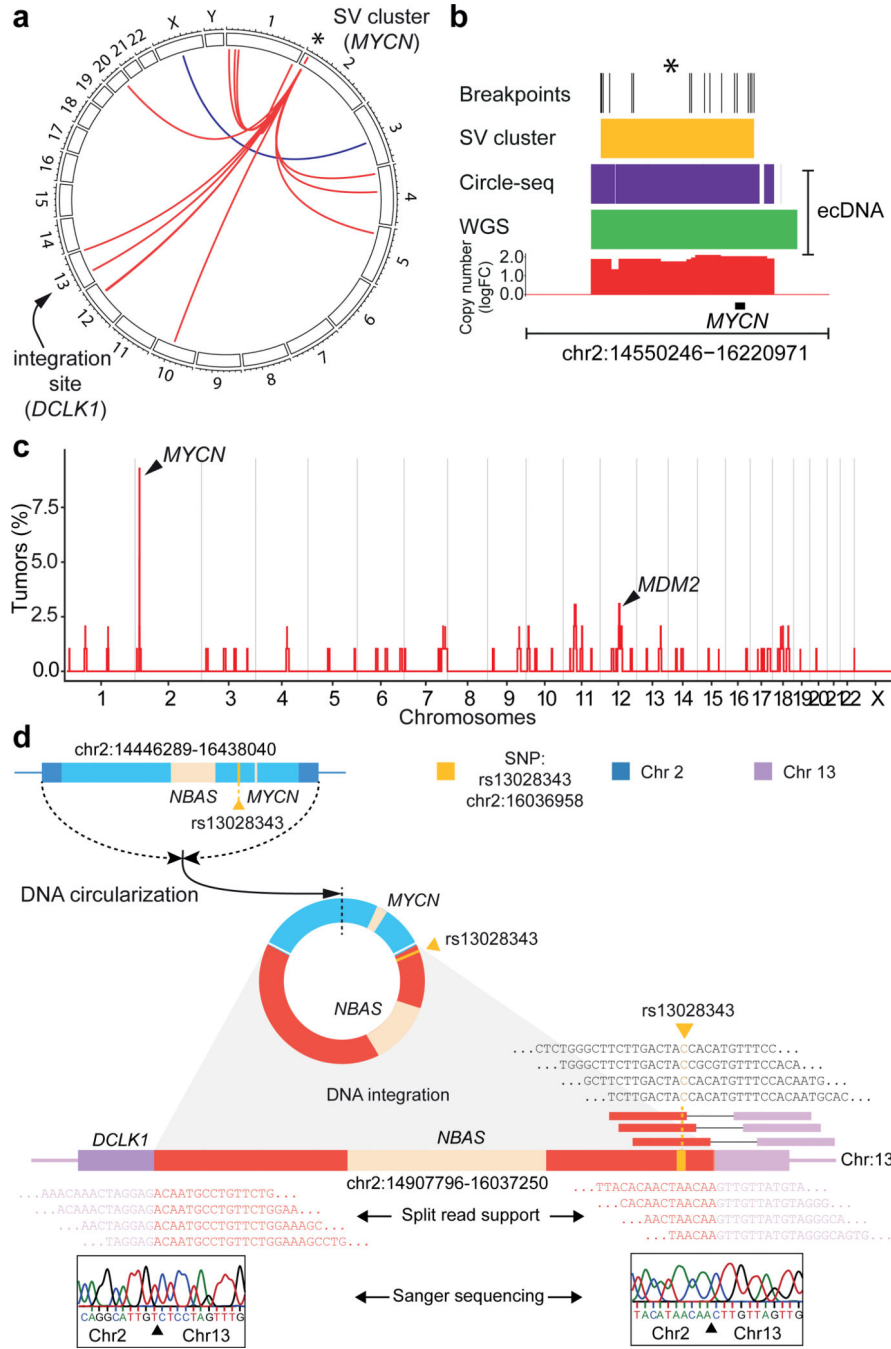 a
SV cluster
(MYCN)
*
1
2
3
4
5
6
7
8
9
10
11
12
13
14
15
16
17
18
19
20
21
22
X
Y
integration
site
(DCLK1)
b
*
Breakpoints
SV cluster
Circle-seq
WGS
ecDNA
Copy number
(logFC)
2.0
1.0
0.0
MYCN
chr2:14550246−16220971
c
MYCN
MDM2
Tumors (%)
7.5
5.0
2.5
0.0
1 2 3 4 5 6 7 8 9 10 11 12 13 14 15 16 17 18 19 20 21 22 X
Chromosomes
d
chr2:14446289-16438040
NBAS MYCN
rs13028343
SNP:
rs13028343
chr2:16036958
Chr 2
Chr 13
DNA circularization
MYCN
rs13028343
NBAS
DNA integration
rs13028343
...CTCTGGGCTTCTTGACTACCACATGTTTCC...
...TGGGCTTCTTGACTACCGCGTGTTTCCACA...
...GCTTCTTGACTACCACATGTTTCCACAATG...
...TCTTGACTACCACATGTTTCCACAATGCAC...
DCLK1
NBAS
Chr:13
chr2:14907796-16037250
...AAACAAACTAGGAGACAATGCCTGTTCTG...
...ACAAACTAGGAGACAATGCCTGTTCTGGAA...
...AACTAGGAGACAATGCCTGTTCTGGAAAGC...
...TAGGAGACAATGCCTGTTCTGGAAAGCCTG...
Split read support
...TTACACAACTAACAAGTTGTTATGTA...
...CACAACTAACAAGTTGTTATGTAGGG...
...AACTAACAAGTTGTTATGTAGGGCA...
...TAACAAGTTGTTATGTAGGGCAGTG...
Sanger sequencing
CAGGCATTGTCTCCTAGTTTG
Chr2 Chr13
TACATAACAACTTGTTAGTTG
Chr2 Chr13